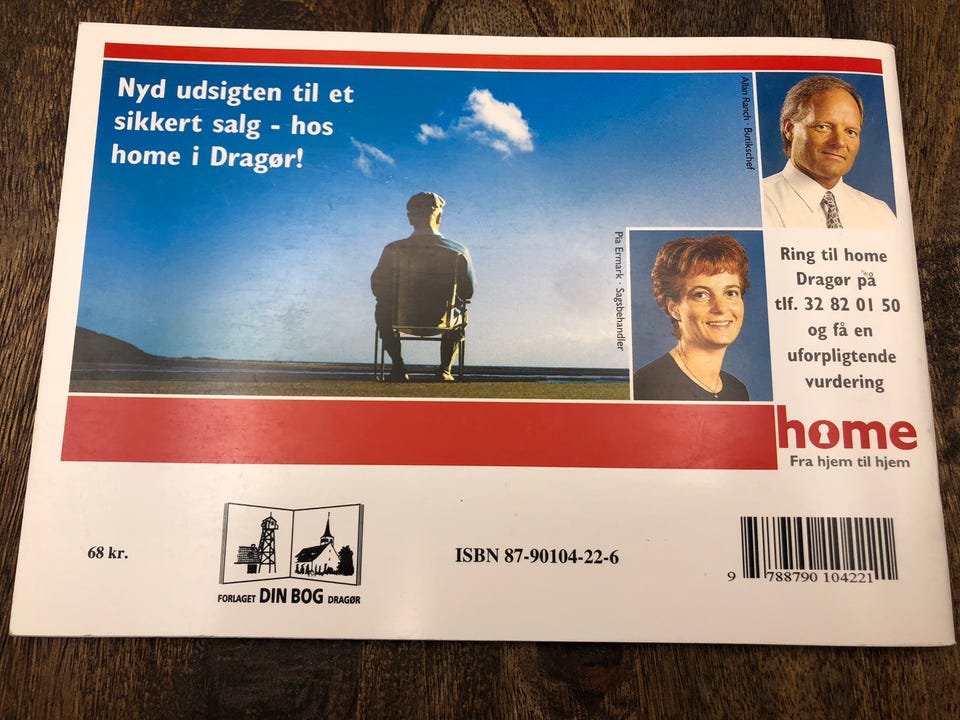 Nyd udsigten til et
sikkert salg - hos
home i Dragør!
Allan Ranch · Butikschef
Pia Ermark · Sagsbehandler
Ring til home
Dragør på
tlf. 32 82 01 50
og få en
uforpligtende
vurdering
home
Fra hjem til hjem
68 kr.
FORLAGET DIN BOG DRAGØR
ISBN 87-90104-22-6
9 788790 104221